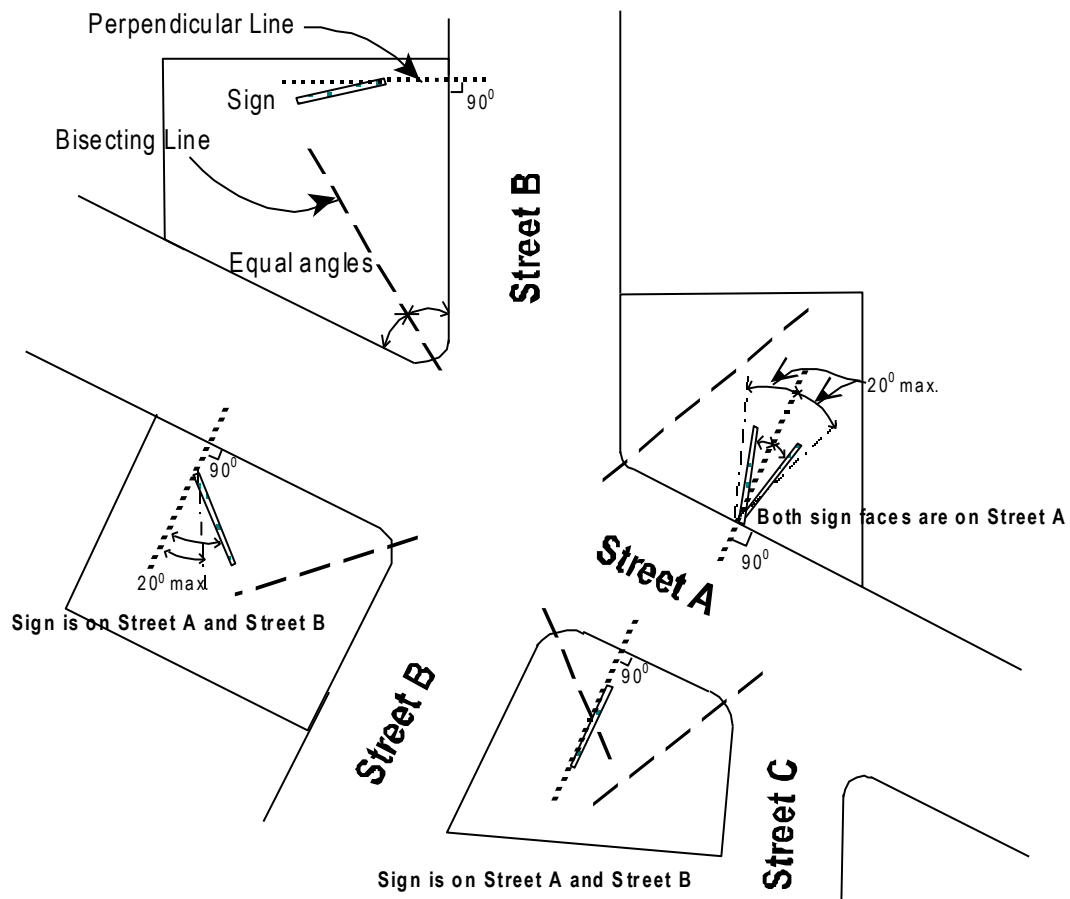 Perpendicular Line
Sign
90⁰
Bisecting Line
Street B
Equal angles
20⁰ max.
90⁰
Both sign faces are on Street A
90⁰
Street A
20⁰ max.
Sign is on Street A and Street B
90⁰
Street B
Street C
Sign is on Street A and Street B